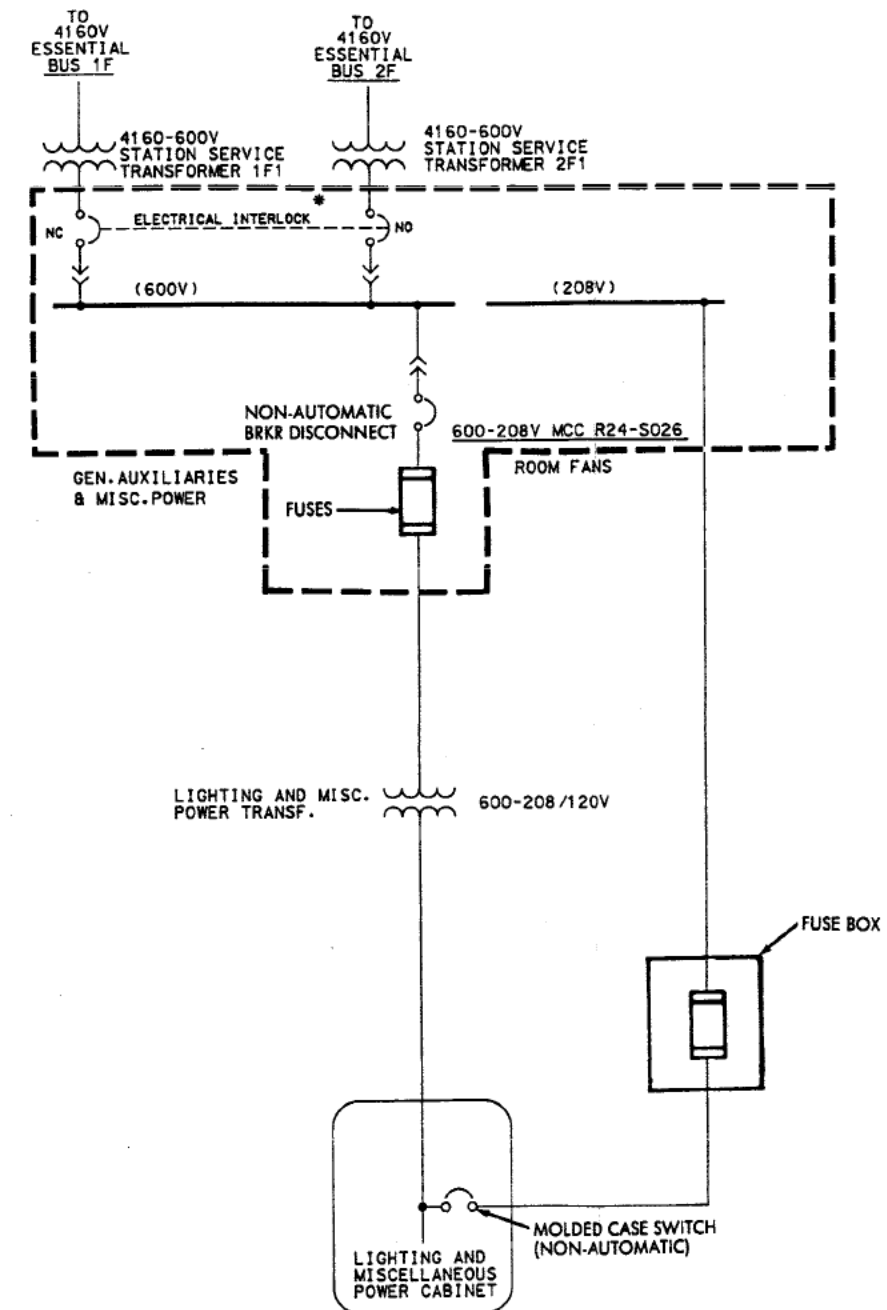 TO
4160V
ESSENTIAL
BUS 1F
TO
4160V
ESSENTIAL
BUS 2F
4160-600V
STATION SERVICE
TRANSFORMER 1F1
4160-600V
STATION SERVICE
TRANSFORMER 2F1
*
NC
ELECTRICAL INTERLOCK
NO
(600V)
(208V)
NON-AUTOMATIC
BRKR DISCONNECT
600-208V MCC R24-S026
GEN.AUXILIARIES
& MISC.POWER
ROOM FANS
FUSES
LIGHTING AND MISC.
POWER TRANSF.
600-208/120V
FUSE BOX
MOLDED CASE SWITCH
(NON-AUTOMATIC)
LIGHTING AND
MISCELLANEOUS
POWER CABINET